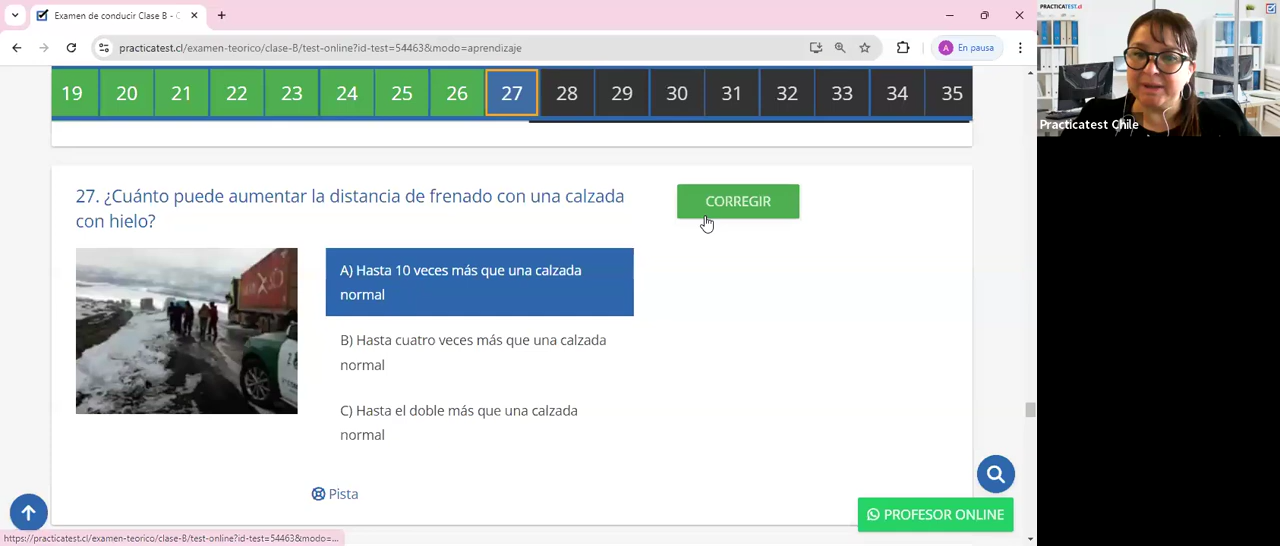 Examen de conducir Clase B - C
PRACTICATEST.cl
practicatest.cl/examen-teorico/clase-B/test-online?id-test=54463&modo=aprendizaje
A En pausa
19 20 21 22 23 24 25 26 27 28 29 30 31 32 33 34 35
Practicatest Chile
27. ¿Cuánto puede aumentar la distancia de frenado con una calzada
con hielo?
CORREGIR
A) Hasta 10 veces más que una calzada
normal
B) Hasta cuatro veces más que una calzada
normal
C) Hasta el doble más que una calzada
normal
Pista
PROFESOR ONLINE
https://practicatest.cl/examen-teorico/clase-B/test-online?id-test=54463&modo=...